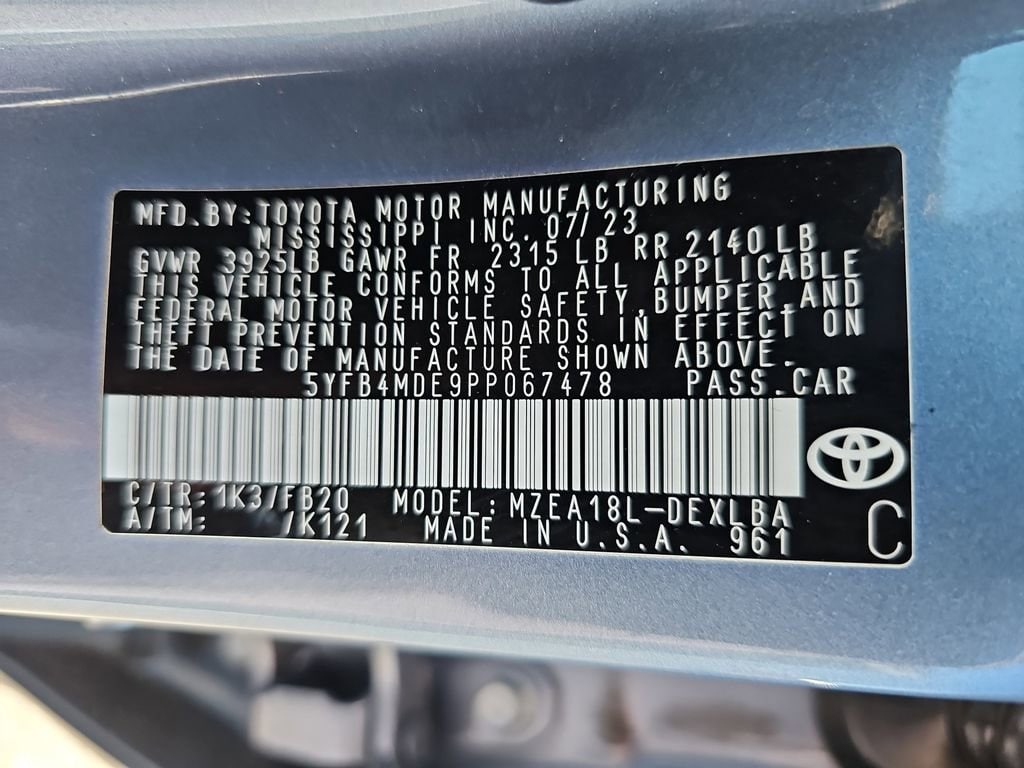 MFD.BY:TOYOTA MOTOR MANUFACTURING
MISSISSIPPI INC. 07/23
GVWR 3925LB GAWR FR 2315 LB RR 2140LB
THIS VEHICLE CONFORMS TO ALL APPLICABLE
FEDERAL MOTOR VEHICLE SAFETY,BUMPER,AND
THEFT PREVENTION STANDARDS IN EFFECT ON
THE DATE OF MANUFACTURE SHOWN ABOVE.
5YFB4MDE9PP067478 PASS.CAR
C/TR: 1K3/FB20 MODEL:MZEA18L-DEXLBA
A/TM: /K121 MADE IN U.S.A. 961 C